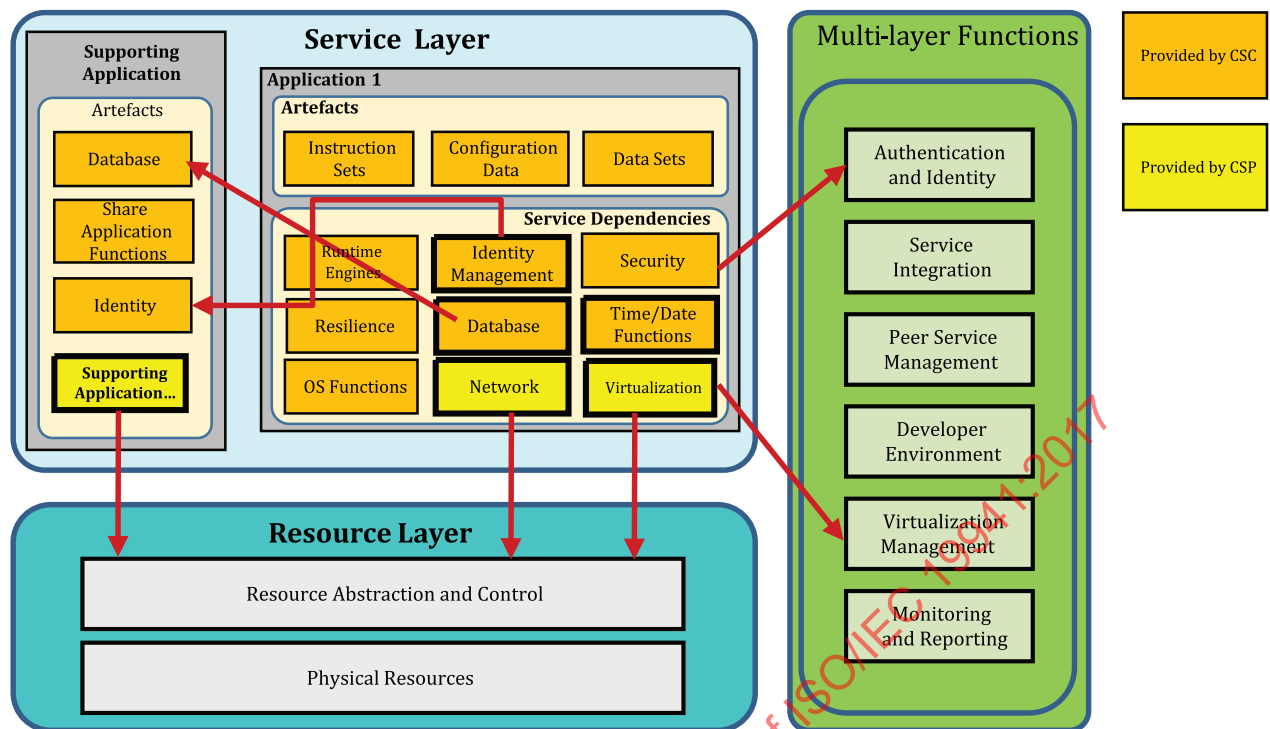 Service Layer
Supporting
Application
Artefacts
Database
Share
Application
Functions
Identity
Supporting
Application...
Application 1
Artefacts
Instruction
Sets
Configuration
Data
Data Sets
Service Dependencies
Runtime
Engines
Identity
Management
Security
Resilience
Database
Time/Date
Functions
OS Functions
Network
Virtualization
Resource Layer
Resource Abstraction and Control
Physical Resources
Multi-layer Functions
Authentication
and Identity
Service
Integration
Peer Service
Management
Developer
Environment
Virtualization
Management
Monitoring
and Reporting
Provided by CSC
Provided by CSP
f ISO/IEC 19941:2017